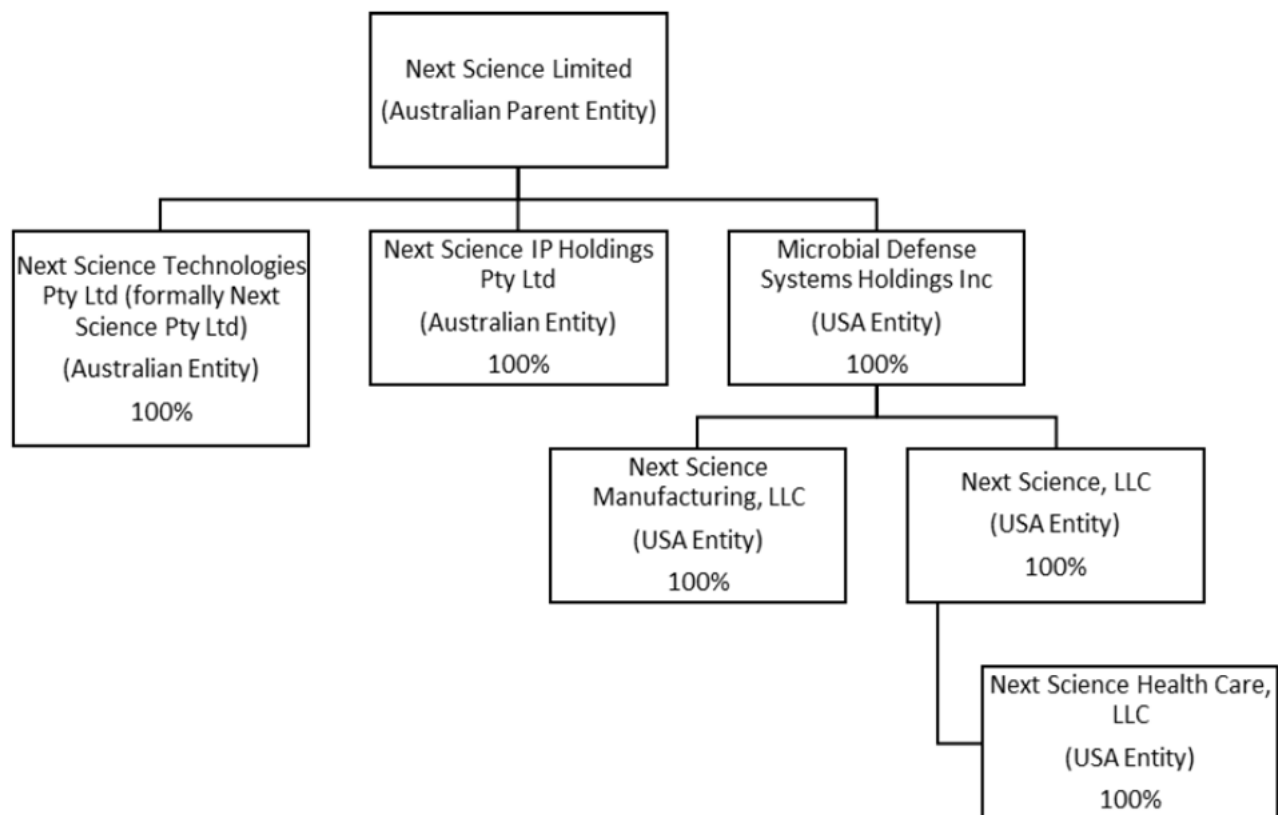 Next Science Limited
(Australian Parent Entity)
Next Science Technologies
Pty Ltd (formally Next
Science Pty Ltd)
(Australian Entity)
100%
Next Science IP Holdings
Pty Ltd
(Australian Entity)
100%
Microbial Defense
Systems Holdings Inc
(USA Entity)
100%
Next Science
Manufacturing, LLC
(USA Entity)
100%
Next Science, LLC
(USA Entity)
100%
Next Science Health Care,
LLC
(USA Entity)
100%